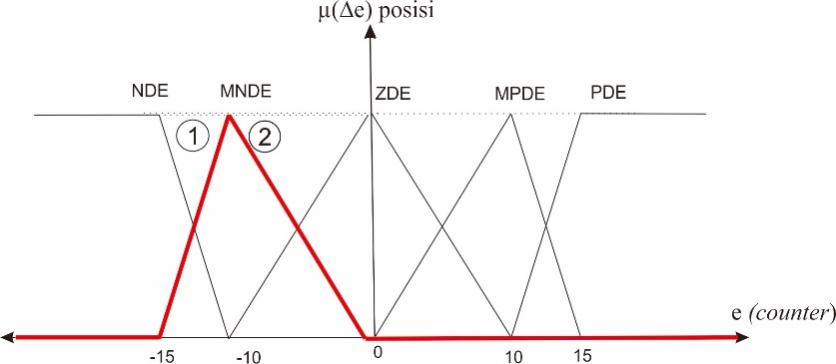 μ(Δe) posisi
NDE MNDE ZDE MPDE PDE
1 2
e (counter)
-15 -10 0 10 15